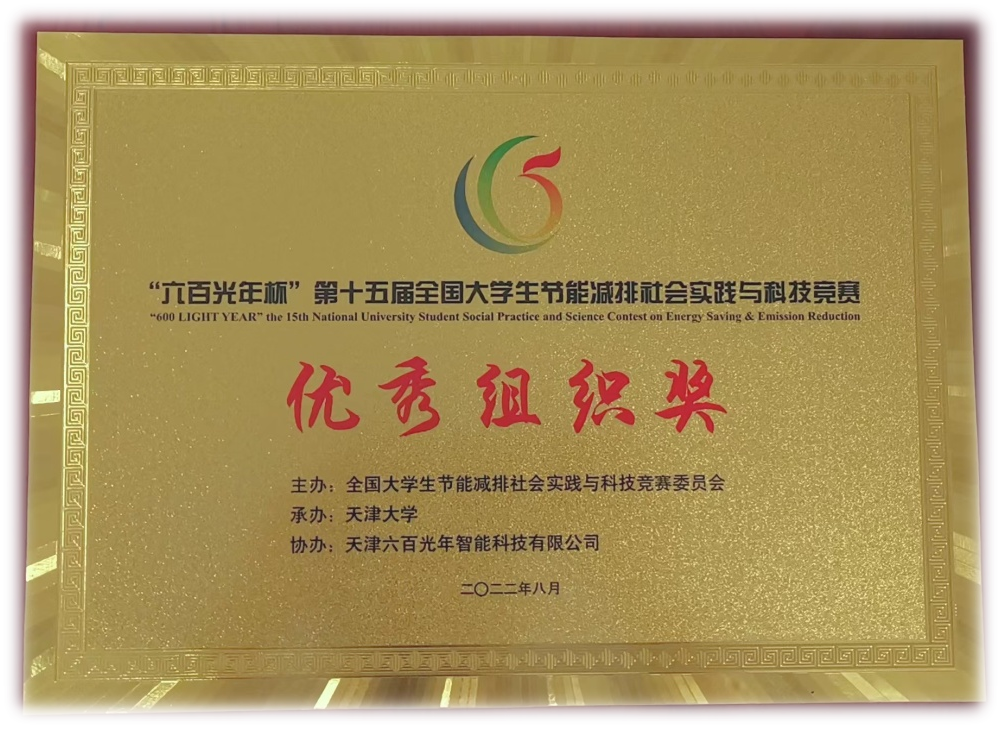 “六百光年杯”第十五届全国大学生节能减排社会实践与科技竞赛
“600 LIGHT YEAR” the 15th National University Student Social Practice and Science Contest on Energy Saving & Emission Reduction
优秀组织奖
主办：全国大学生节能减排社会实践与科技竞赛委员会
承办：天津大学
协办：天津六百光年智能科技有限公司
二〇二二年八月